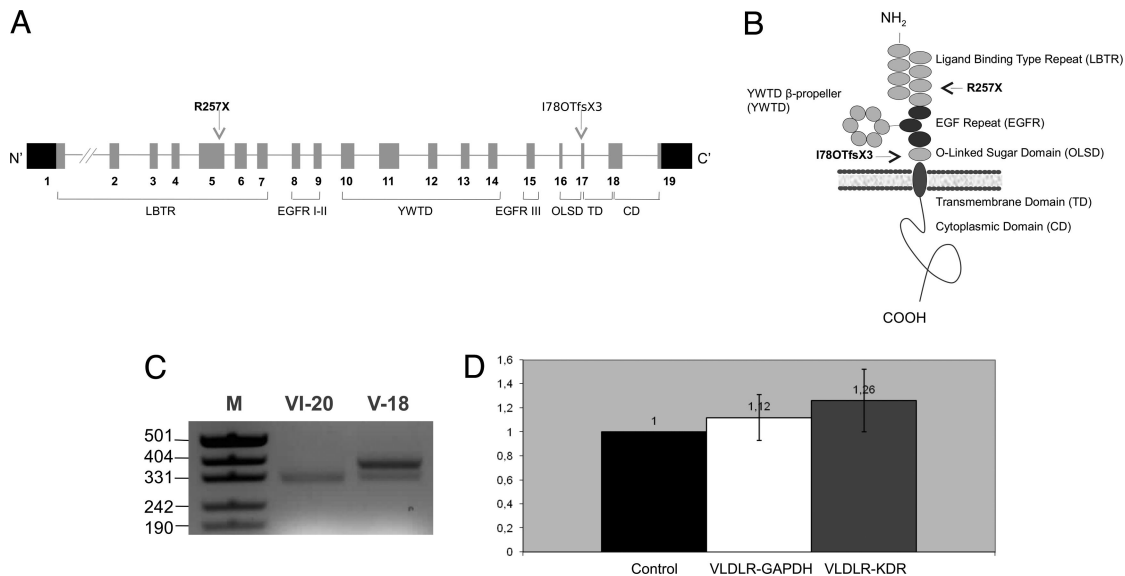 A
R257X
I78OTfsX3
N'
C'
1 2 3 4 5 6 7 8 9 10 11 12 13 14 15 16 17 18 19
LBTR EGFR I-II YWTD EGFR III OLSD TD CD
B
NH2
Ligand Binding Type Repeat (LBTR)
R257X
YWTD β-propeller
(YWTD)
EGF Repeat (EGFR)
I78OTfsX3
O-Linked Sugar Domain (OLSD)
Transmembrane Domain (TD)
Cytoplasmic Domain (CD)
COOH
C
M VI-20 V-18
501
404
331
242
190
D
1,6
1,4
1,2
1
0,8
0,6
0,4
0,2
0
1
1,12
1,26
Control VLDLR-GAPDH VLDLR-KDR